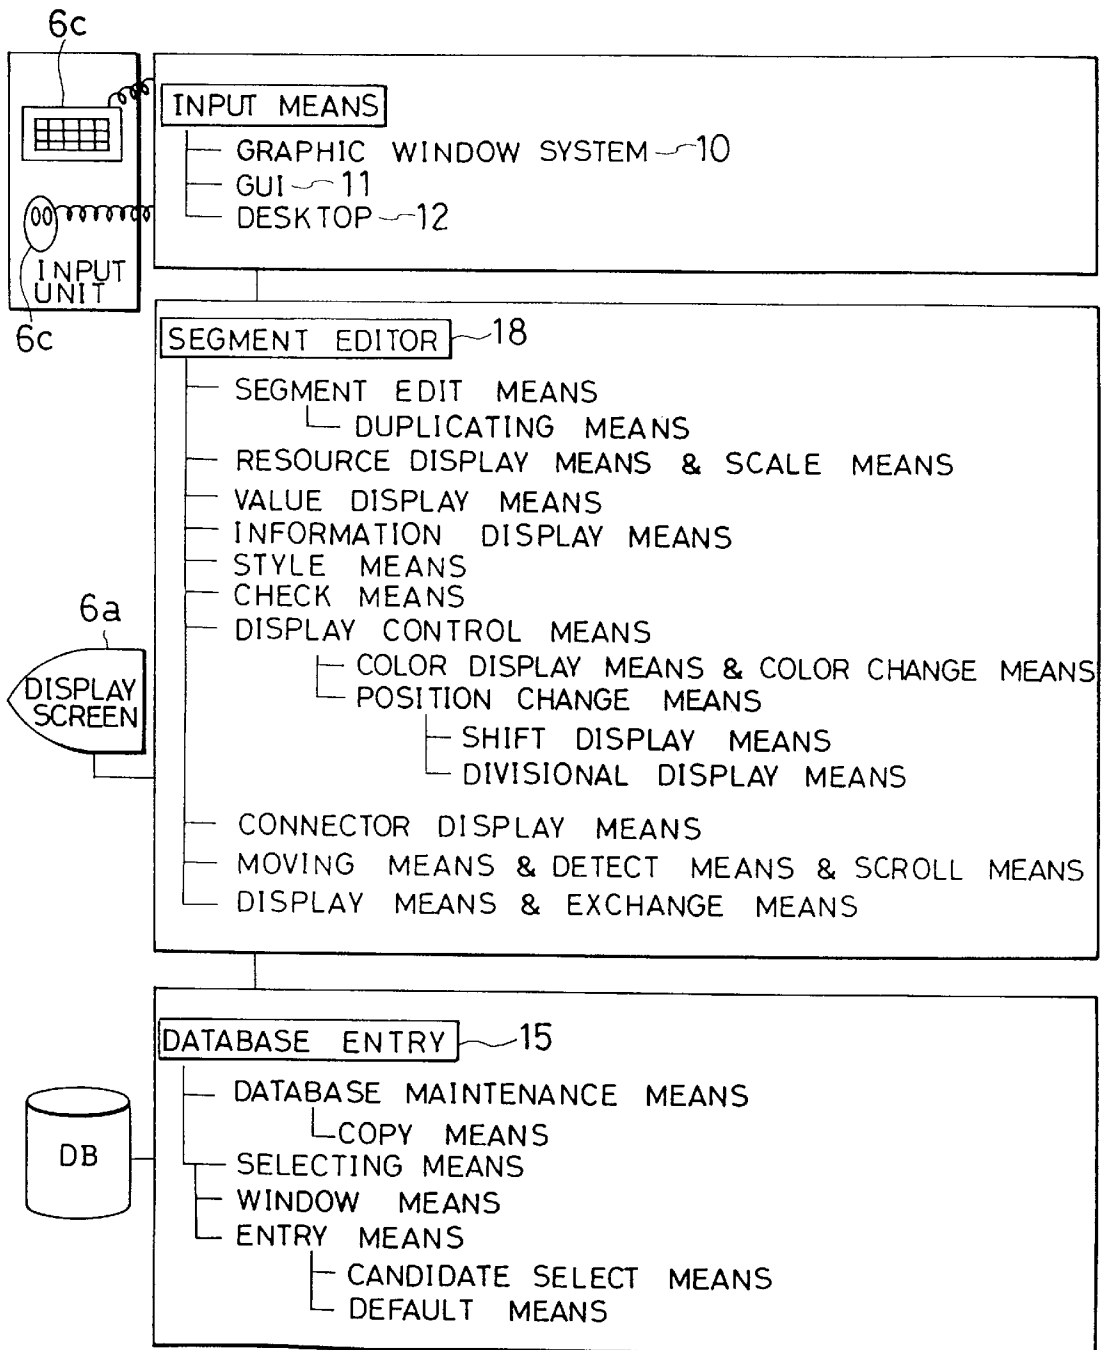 6c
INPUT MEANS
GRAPHIC WINDOW SYSTEM 10
GUI 11
DESKTOP 12
INPUT
UNIT
6c
SEGMENT EDITOR 18
SEGMENT EDIT MEANS
DUPLICATING MEANS
RESOURCE DISPLAY MEANS & SCALE MEANS
VALUE DISPLAY MEANS
INFORMATION DISPLAY MEANS
STYLE MEANS
CHECK MEANS
DISPLAY CONTROL MEANS
COLOR DISPLAY MEANS & COLOR CHANGE MEANS
POSITION CHANGE MEANS
SHIFT DISPLAY MEANS
DIVISIONAL DISPLAY MEANS
CONNECTOR DISPLAY MEANS
MOVING MEANS & DETECT MEANS & SCROLL MEANS
DISPLAY MEANS & EXCHANGE MEANS
6a
DISPLAY
SCREEN
DATABASE ENTRY 15
DATABASE MAINTENANCE MEANS
COPY MEANS
SELECTING MEANS
WINDOW MEANS
ENTRY MEANS
CANDIDATE SELECT MEANS
DEFAULT MEANS
DB